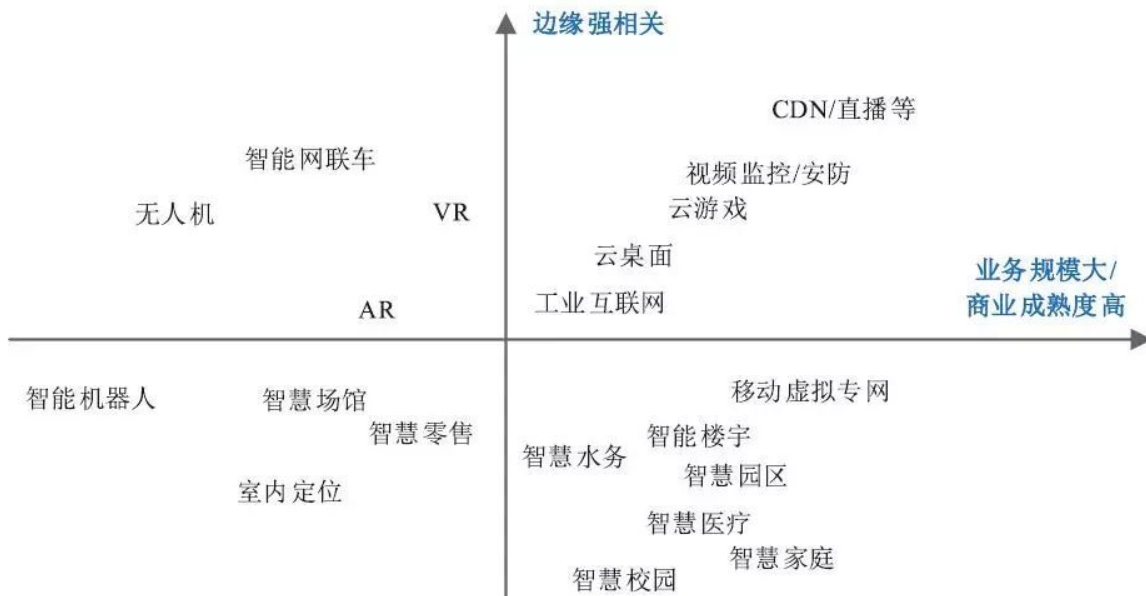 边缘强相关
CDN/直播等
智能网联车
视频监控/安防
无人机
VR
云游戏
云桌面
业务规模大/
商业成熟度高
AR
工业互联网
智能机器人
智慧场馆
移动虚拟专网
智慧零售
智能楼宇
智慧水务
智慧园区
室内定位
智慧医疗
智慧家庭
智慧校园